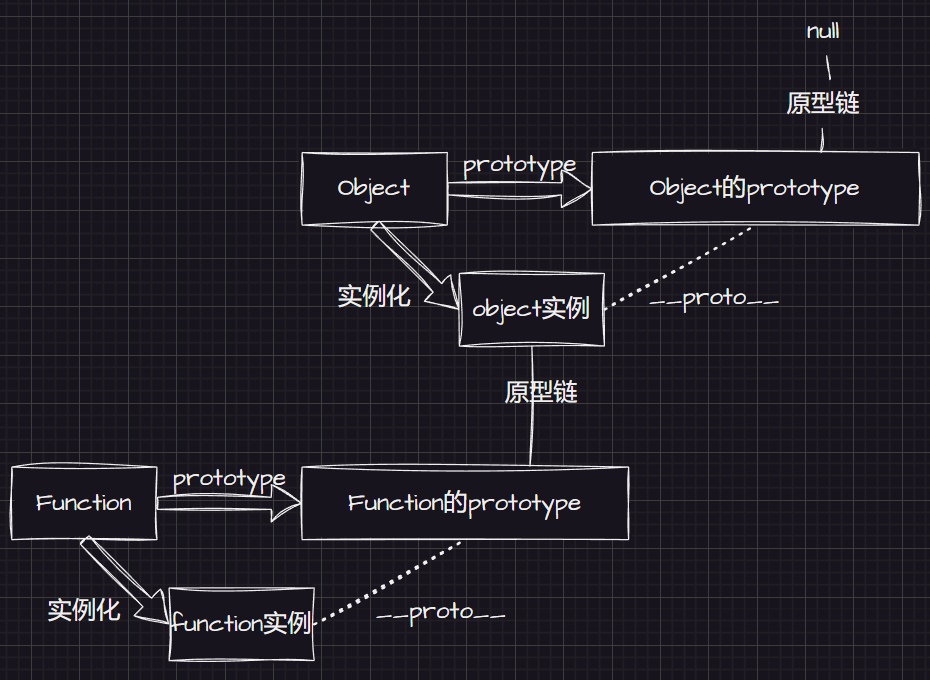 null
原型链
prototype
Object
Object的prototype
实例化
object实例
__proto__
原型链
prototype
Function
Function的prototype
实例化
function实例
__proto__